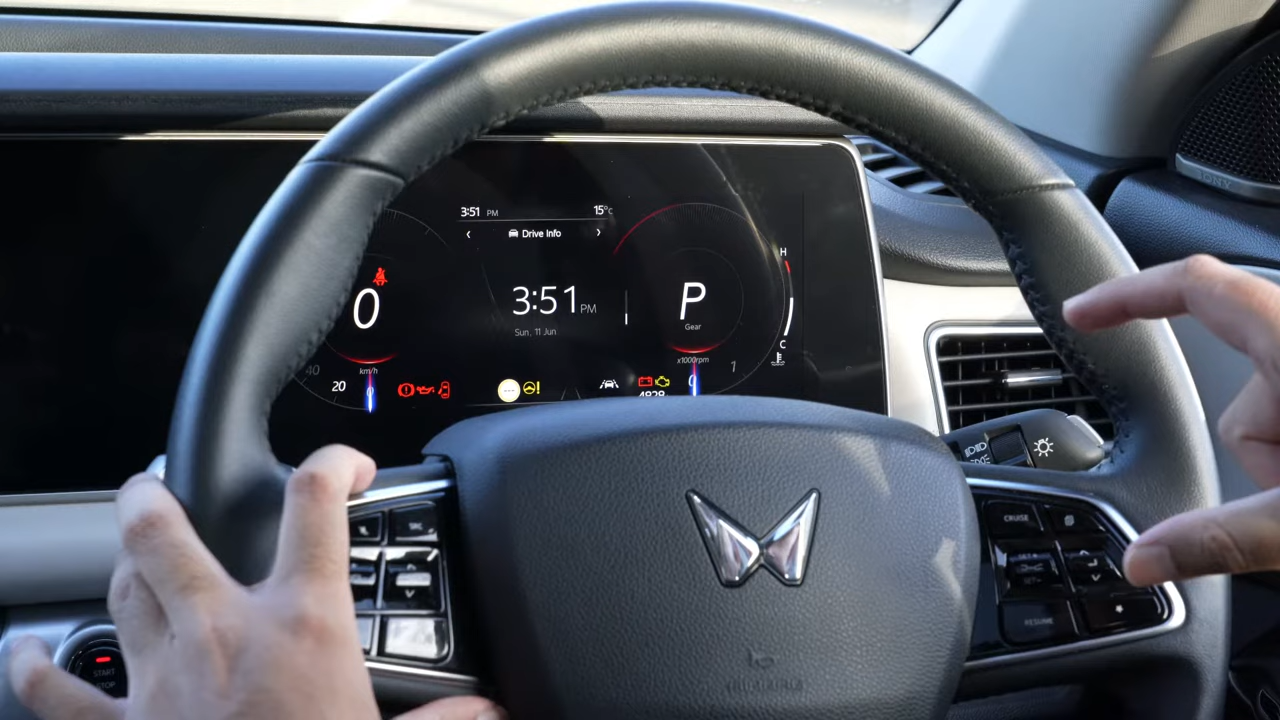 3:51 PM 15°C
Drive Info
0
3:51 PM
P
Sun, 11 Jun
Gear
H
C
km/h
x1000rpm
40
20
0
0
1
CRUISE
RESUME
START
STOP
SONY